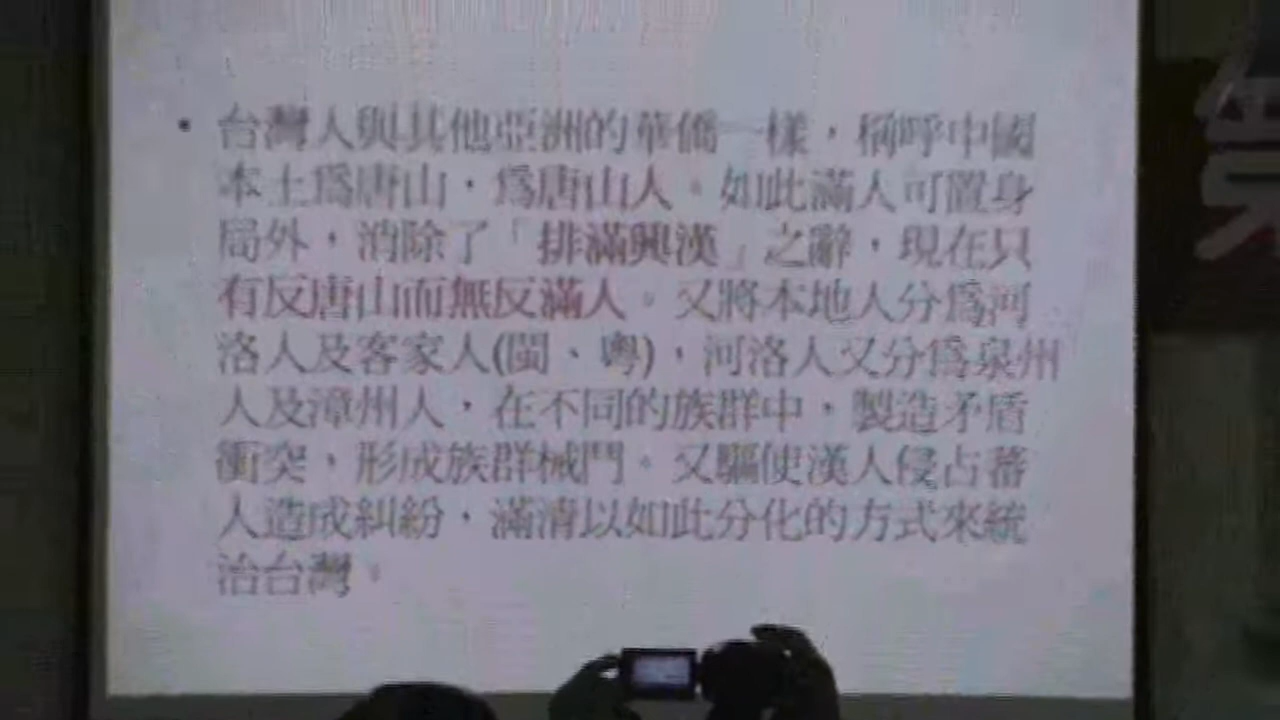 • 台灣人與其他亞洲的華僑一樣，稱呼中國
本土爲唐山，爲唐山人。如此滿人可置身
局外，消除了「排滿興漢」之辭，現在只
有反唐山而無反滿人。又將本地人分爲河
洛人及客家人(閩、粵)，河洛人又分爲泉州
人及漳州人，在不同的族群中，製造矛盾
衝突，形成族群械鬥。又驅使漢人侵占蕃
人造成糾紛，滿清以如此分化的方式來統
治台灣。